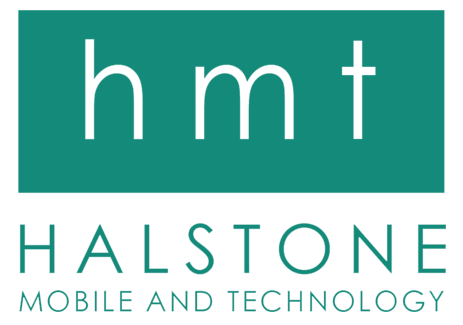 hmt
HALSTONE
MOBILE AND TECHNOLOGY